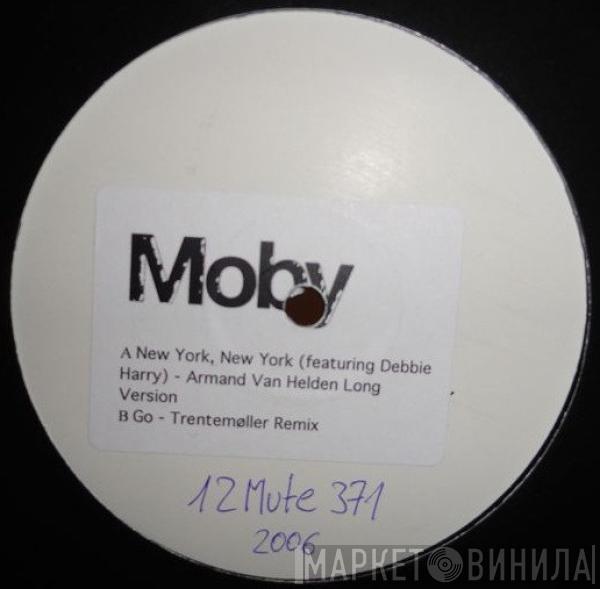 Moby
A New York, New York (featuring Debbie
Harry) - Armand Van Helden Long
Version
B Go - Trentemøller Remix
12 Mute 371
2006
МАРКЕТ ВИНИЛА